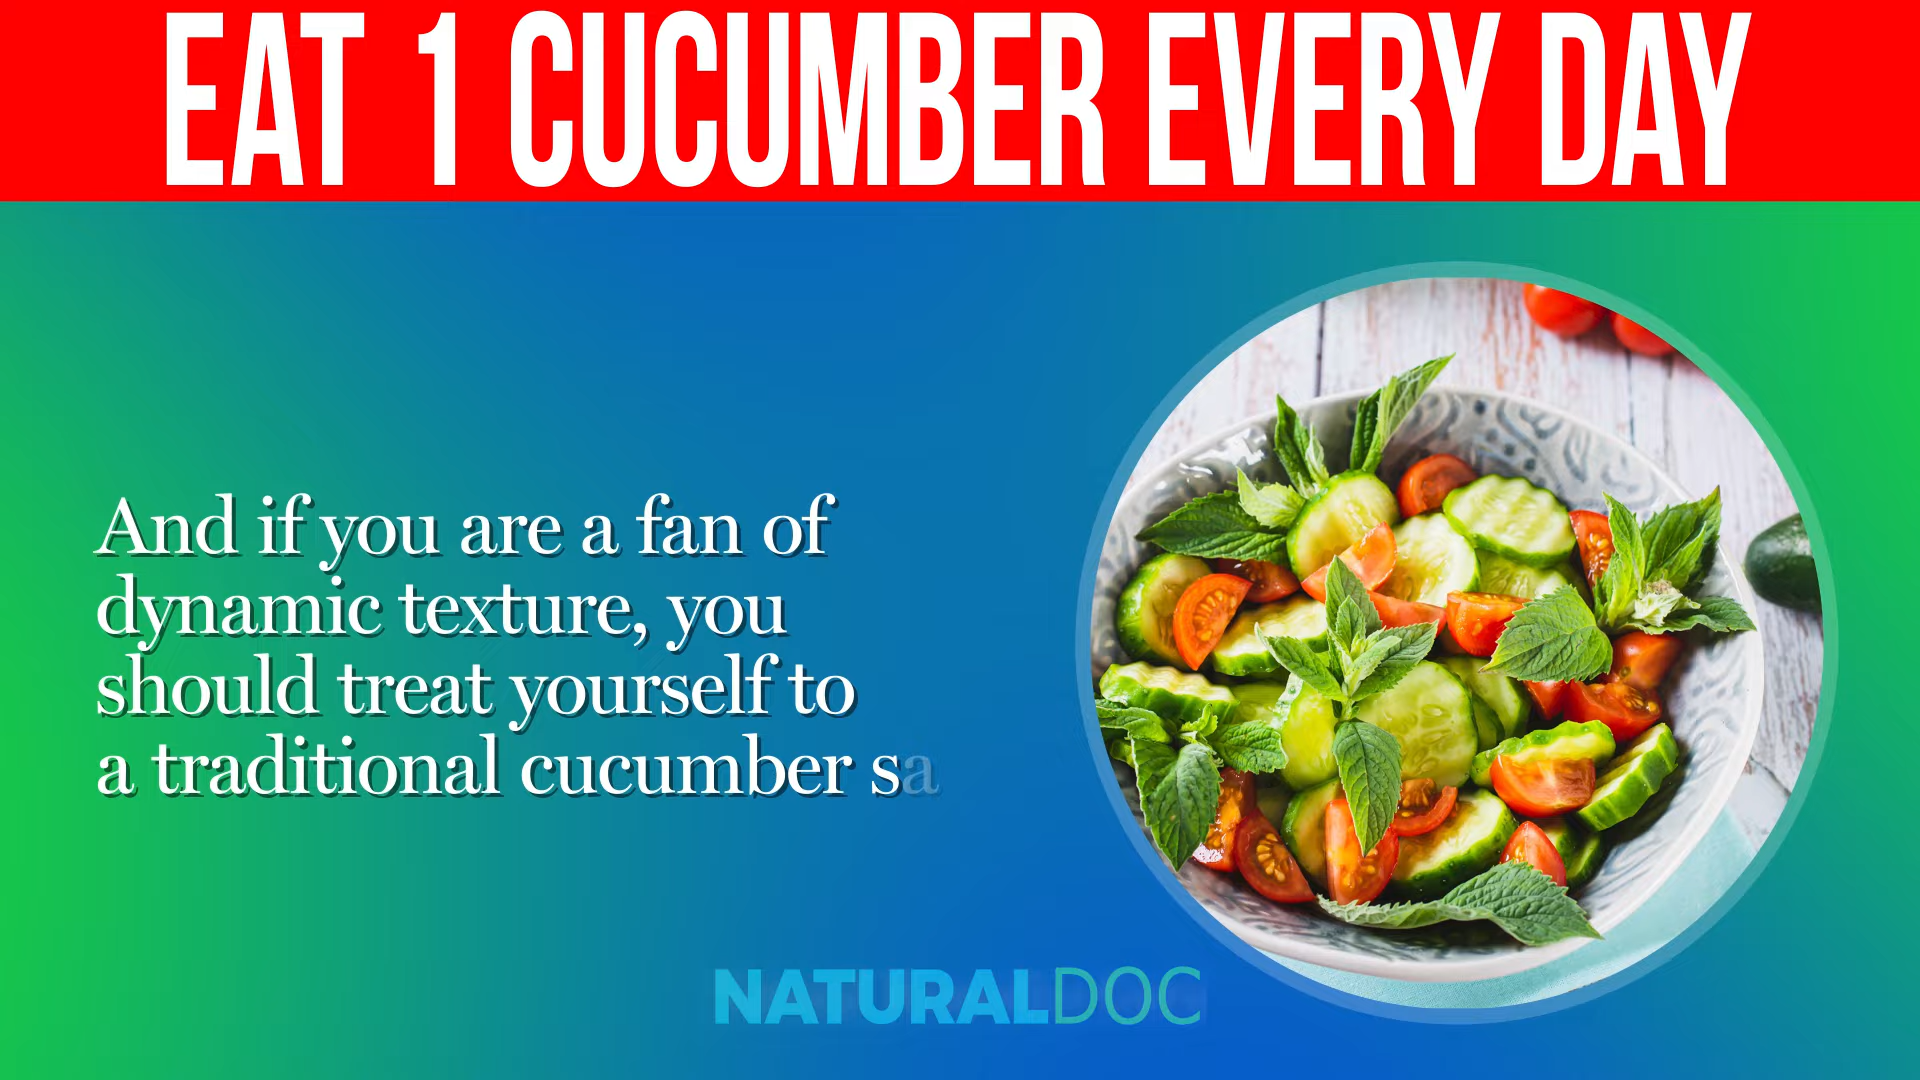 EAT 1 CUCUMBER EVERY DAY
And if you are a fan of
dynamic texture, you
should treat yourself to
a traditional cucumber sa
NATURALDOC